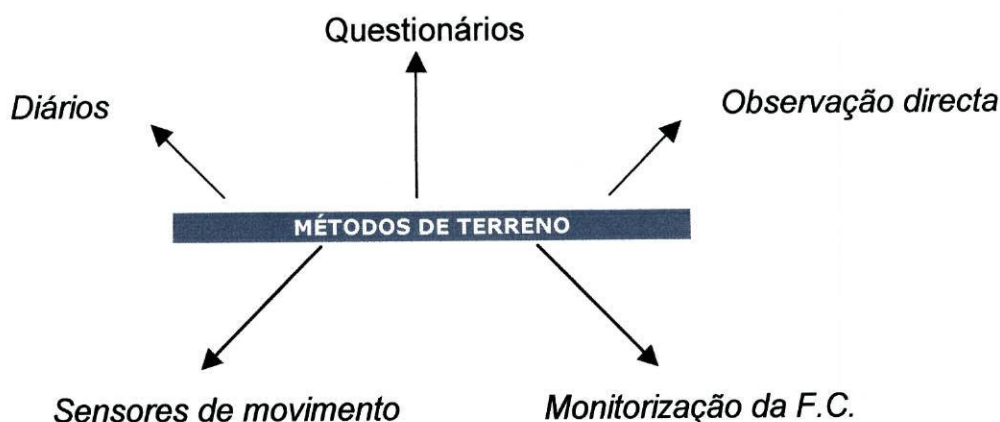 Questionários
Diários
Observação directa
MÉTODOS DE TERRENO
Sensores de movimento
Monitorização da F.C.